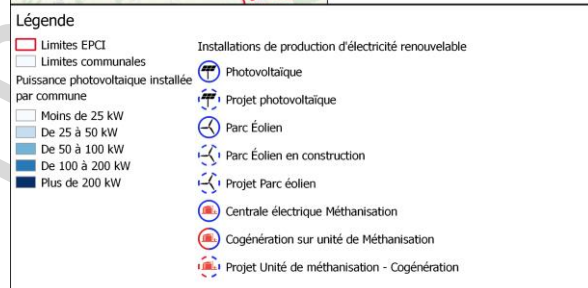 Légende
Limites EPCI
Limites communales
Puissance photovoltaique installée
par commune
Moins de 25 kW
De 25 à 50 kW
De 50 à 100 kW
De 100 à 200 kW
Plus de 200 kW
Installations de production d'électricité renouvelable
Photovoltaïque
Projet photovoltaïque
Parc Éolien
Parc Éolien en construction
Projet Parc éolien
Centrale électrique Méthanisation
Cogénération sur unité de Méthanisation
Projet Unité de méthanisation - Cogénération